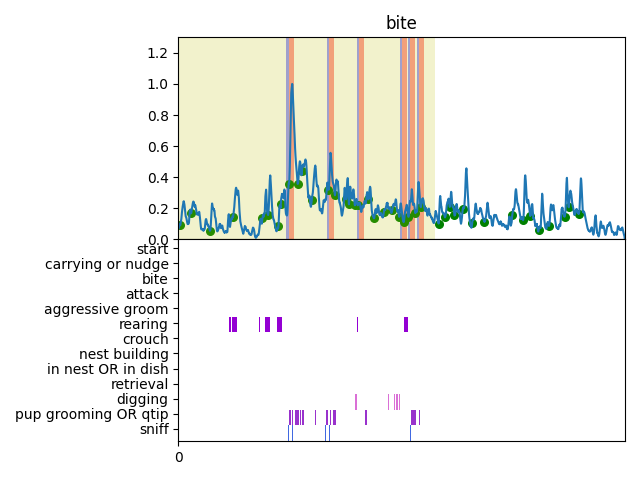 bite
1.2
1.0
0.8
0.6
0.4
0.2
0.0
start
carrying or nudge
bite
attack
aggressive groom
rearing
crouch
nest building
in nest OR in dish
retrieval
digging
pup grooming OR qtip
sniff
0